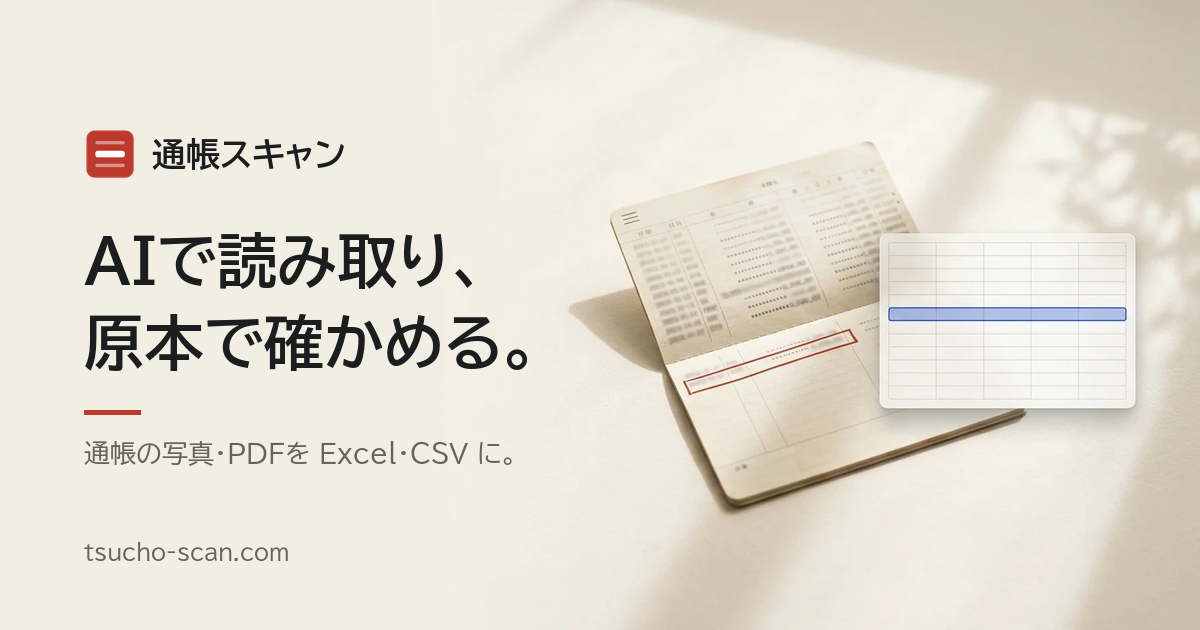 通帳スキャン
AIで読み取り、
原本で確かめる。
通帳の写真・PDFを Excel・CSV に。
tsucho-scan.com